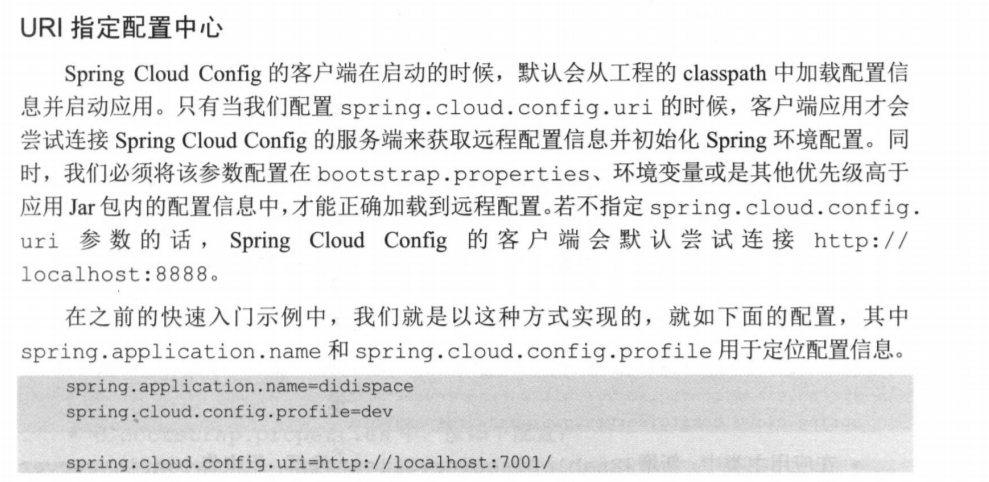 URI 指定配置中心
Spring Cloud Config 的客户端在启动的时候，默认会从工程的 classpath 中加载配置信
息并启动应用。只有当我们配置 spring.cloud.config.uri 的时候，客户端应用才会
尝试连接 Spring Cloud Config 的服务端来获取远程配置信息并初始化 Spring 环境配置。同
时，我们必须将该参数配置在 bootstrap.properties、环境变量或是其他优先级高于
应用 Jar 包内的配置信息中，才能正确加载到远程配置。若不指定 spring.cloud.config.
uri 参数的话，Spring Cloud Config 的客户端会默认尝试连接 http://
localhost:8888。
在之前的快速入门示例中，我们就是以这种方式实现的，就如下面的配置，其中
spring.application.name 和 spring.cloud.config.profile 用于定位配置信息。
spring.application.name=didispace
spring.cloud.config.profile=dev
spring.cloud.config.uri=http://localhost:7001/